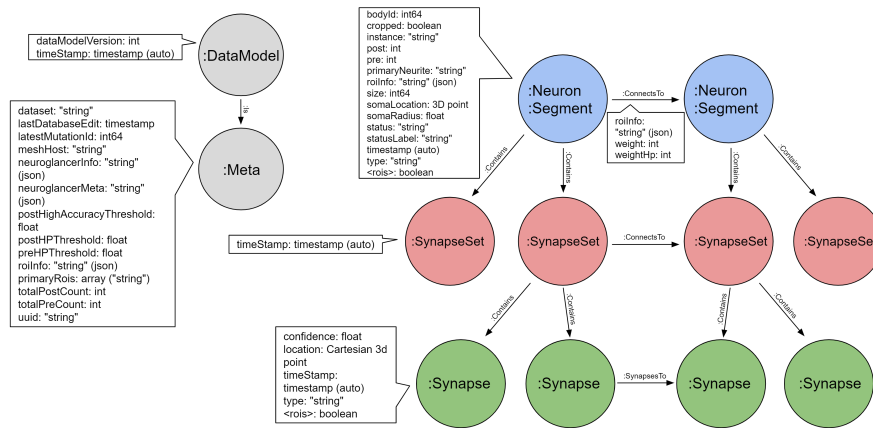 dataModelVersion: int
timeStamp: timestamp (auto)
:DataModel
:Is
:Meta
dataset: "string"
lastDatabaseEdit: timestamp
latestMutationId: int64
meshHost: "string"
neuroglancerInfo: "string"
(json)
neuroglancerMeta: "string"
(json)
postHighAccuracyThreshold:
float
postHPThreshold: float
preHPThreshold: float
roiInfo: "string" (json)
primaryRois: array ("string")
totalPostCount: int
totalPreCount: int
uuid: "string"
bodyId: int64
cropped: boolean
instance: "string"
post: int
pre: int
primaryNeurite: "string"
roiInfo: "string" (json)
size: int64
somaLocation: 3D point
somaRadius: float
status: "string"
statusLabel: "string"
timestamp (auto)
type: "string"
<rois>: boolean
:Neuron
:Segment
:ConnectsTo
:Neuron
:Segment
roiInfo:
"string" (json)
weight: int
weightHp: int
:Contains
:Contains
:Contains
:Contains
timeStamp: timestamp (auto)
:SynapseSet
:SynapseSet
:ConnectsTo
:SynapseSet
:SynapseSe
:Contains
:Contains
:Contains
:Contains
confidence: float
location: Cartesian 3d
point
timeStamp:
timestamp (auto)
type: "string"
<rois>: boolean
:Synapse
:Synapse
:SynapsesTo
:Synapse
:Synapse